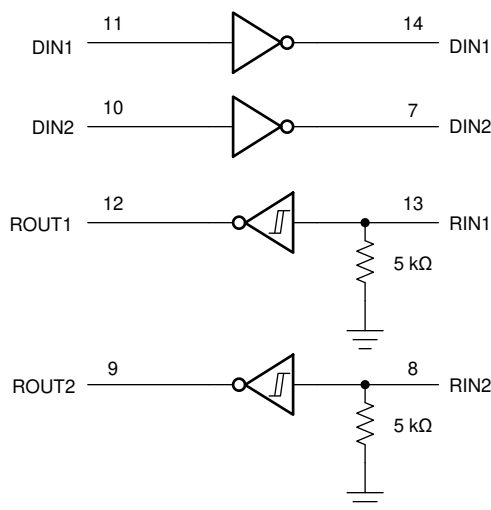 11 14
DIN1 DIN1
10 7
DIN2 DIN2
12 13
ROUT1 RIN1
5 kΩ
9 8
ROUT2 RIN2
5 kΩ